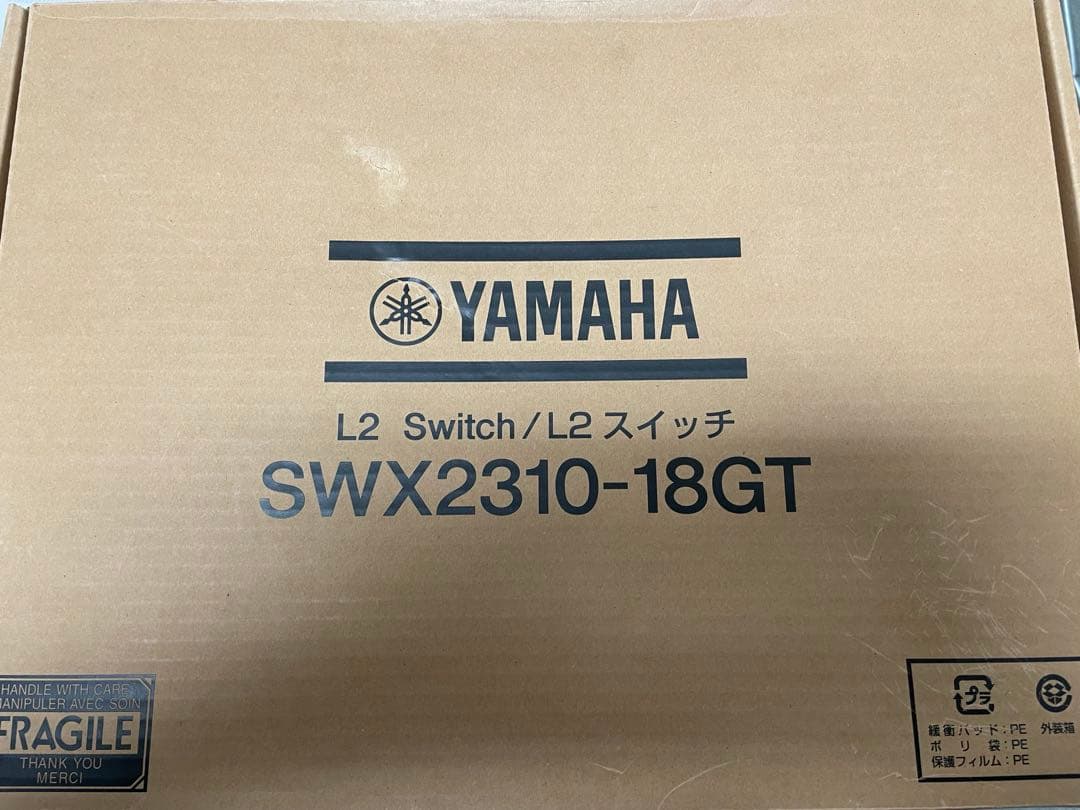 YAMAHA
L2 Switch/L2スイッチ
SWX2310-18GT
HANDLE WITH CARE
MANIPULER AVEC SOIN
FRAGILE
THANK YOU
MERCI
プラ
緩衝パッド:PE 外装箱
ポリ袋:PE
保護フィルム:PE